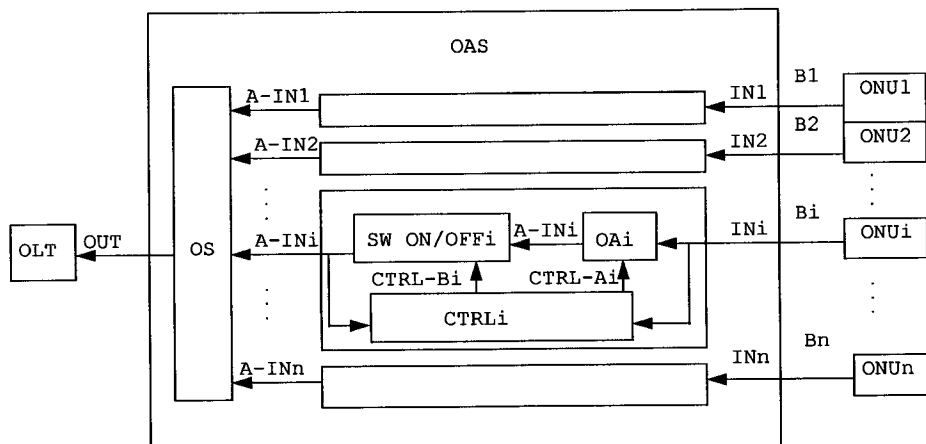 OAS
B1
A-IN1
IN1
ONU1
B2
A-IN2
IN2
ONU2
Bi
A-INi
SW ON/OFFi
A-INi
OAi
INi
ONUi
OLT
OUT
OS
CTRL-Bi
CTRL-Ai
CTRLi
Bn
A-INn
INn
ONUn